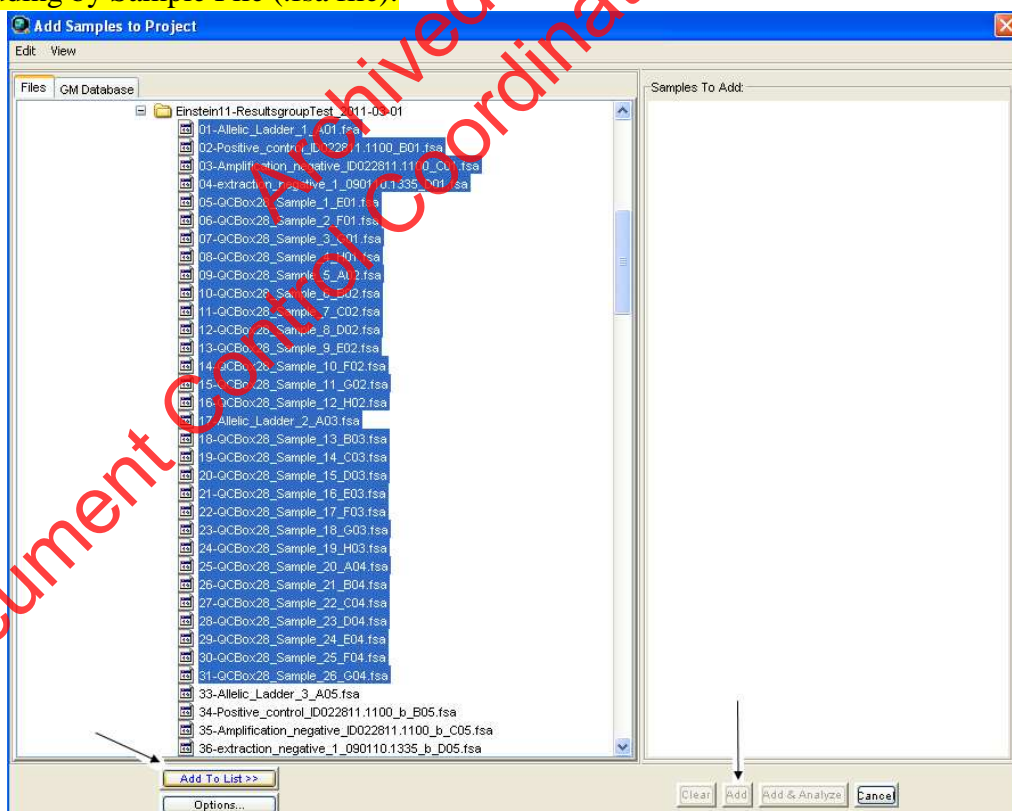 by Sample File (.fsa file).
Add Samples to Project
Edit View
Files GM Database
Samples To Add:
Einstein11-ResultsgroupTest_2011-03-01
01-Allelic_Ladder_1_A01.fsa
02-Positive_control_ID022811.1100_B01.fsa
03-Amplification_negative_ID022811.1100_C01.fsa
04-extraction_negative_1_090110.1335_D01.fsa
05-QCBox28_Sample_1_E01.fsa
06-QCBox28_Sample_2_F01.fsa
07-QCBox28_Sample_3_G01.fsa
08-QCBox28_Sample_4_H01.fsa
09-QCBox28_Sample_5_A02.fsa
10-QCBox28_Sample_6_B02.fsa
11-QCBox28_Sample_7_C02.fsa
12-QCBox28_Sample_8_D02.fsa
13-QCBox28_Sample_9_E02.fsa
14-QCBox28_Sample_10_F02.fsa
15-QCBox28_Sample_11_G02.fsa
16-QCBox28_Sample_12_H02.fsa
17-Allelic_Ladder_2_A03.fsa
18-QCBox28_Sample_13_B03.fsa
19-QCBox28_Sample_14_C03.fsa
20-QCBox28_Sample_15_D03.fsa
21-QCBox28_Sample_16_E03.fsa
22-QCBox28_Sample_17_F03.fsa
23-QCBox28_Sample_18_G03.fsa
24-QCBox28_Sample_19_H03.fsa
25-QCBox28_Sample_20_A04.fsa
26-QCBox28_Sample_21_B04.fsa
27-QCBox28_Sample_22_C04.fsa
28-QCBox28_Sample_23_D04.fsa
29-QCBox28_Sample_24_E04.fsa
30-QCBox28_Sample_25_F04.fsa
31-QCBox28_Sample_26_G04.fsa
33-Allelic_Ladder_3_A05.fsa
34-Positive_control_ID022811.1100_b_B05.fsa
35-Amplification_negative_ID022811.1100_b_C05.fsa
36-extraction_negative_1_090110.1335_b_D05.fsa
Add To List >>
Options...
Clear Add Add & Analyze Cancel
Archived
Control